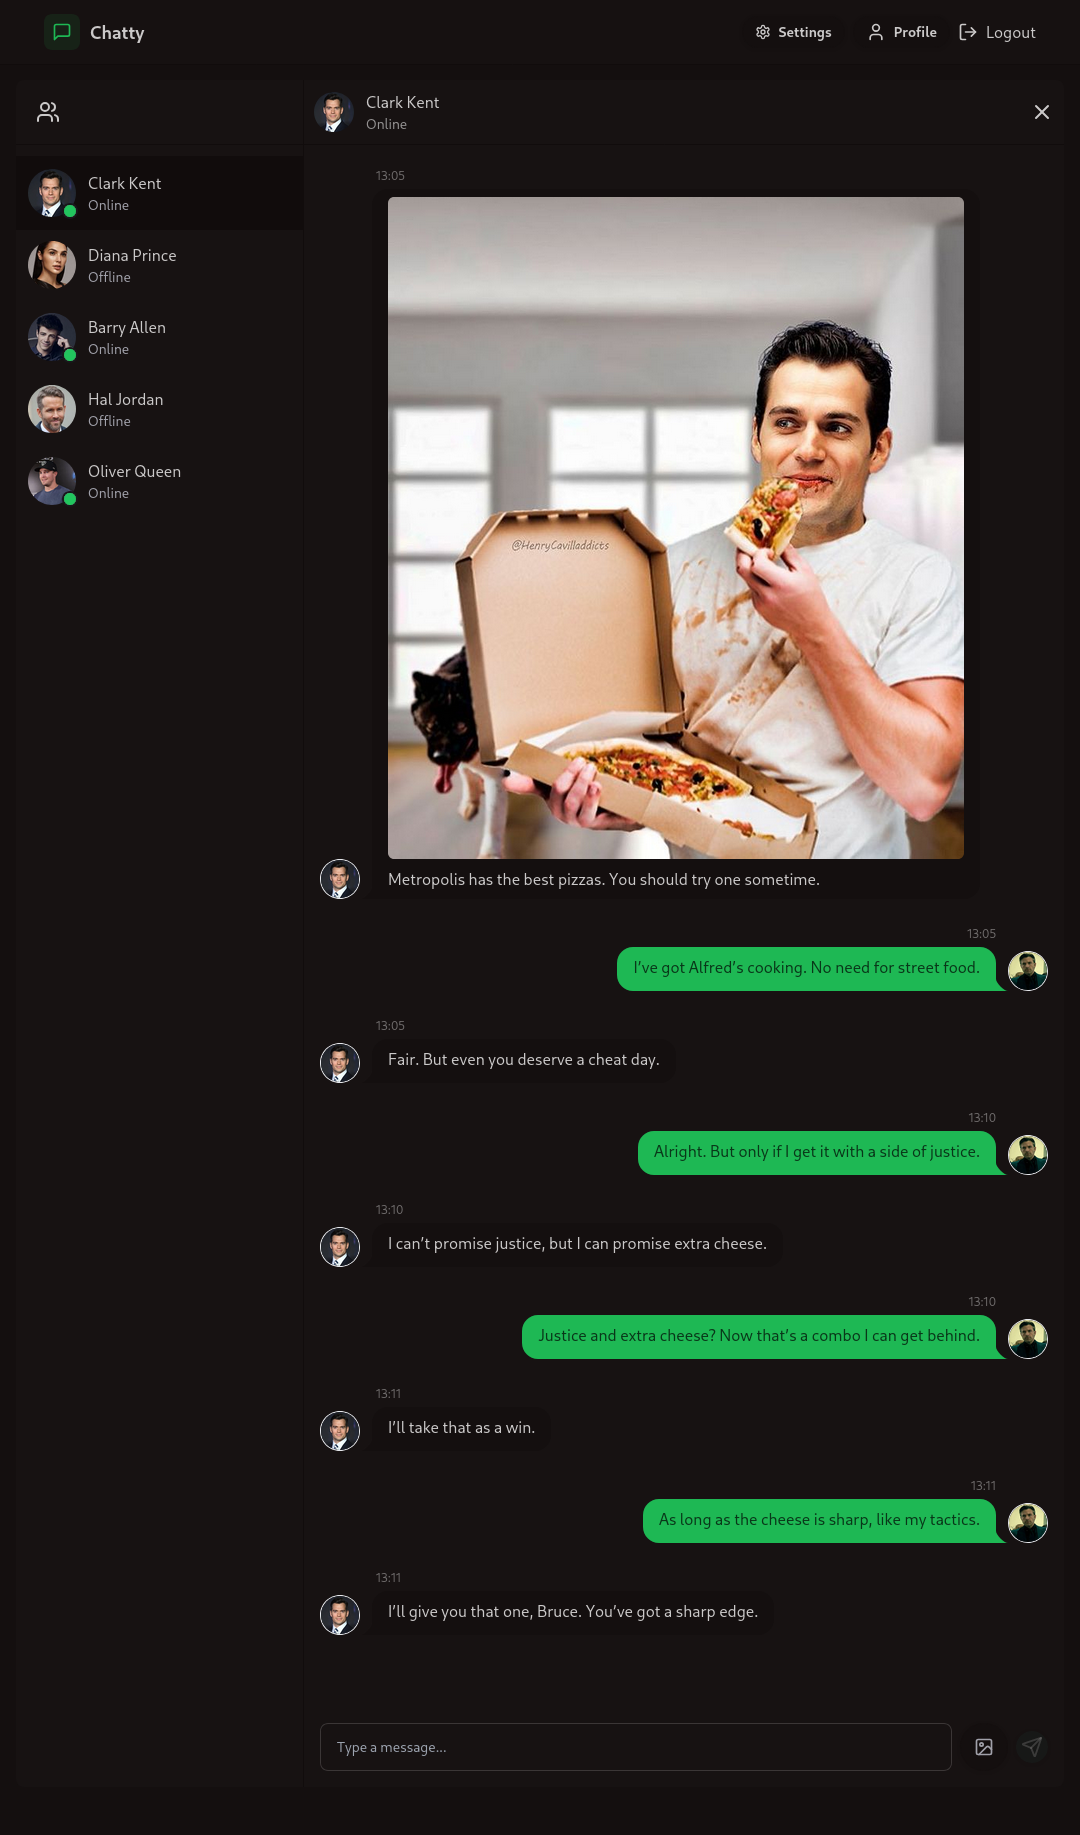 Chatty
Settings
Profile
Logout
Clark Kent
Online
Diana Prince
Offline
Barry Allen
Online
Hal Jordan
Offline
Oliver Queen
Online
Clark Kent
Online
13:05
@HenryCavilladdicts
Metropolis has the best pizzas. You should try one sometime.
13:05
I've got Alfred's cooking. No need for street food.
13:05
Fair. But even you deserve a cheat day.
13:10
Alright. But only if I get it with a side of justice.
13:10
I can't promise justice, but I can promise extra cheese.
13:10
Justice and extra cheese? Now that's a combo I can get behind.
13:11
I'll take that as a win.
13:11
As long as the cheese is sharp, like my tactics.
13:11
I'll give you that one, Bruce. You've got a sharp edge.
Type a message...